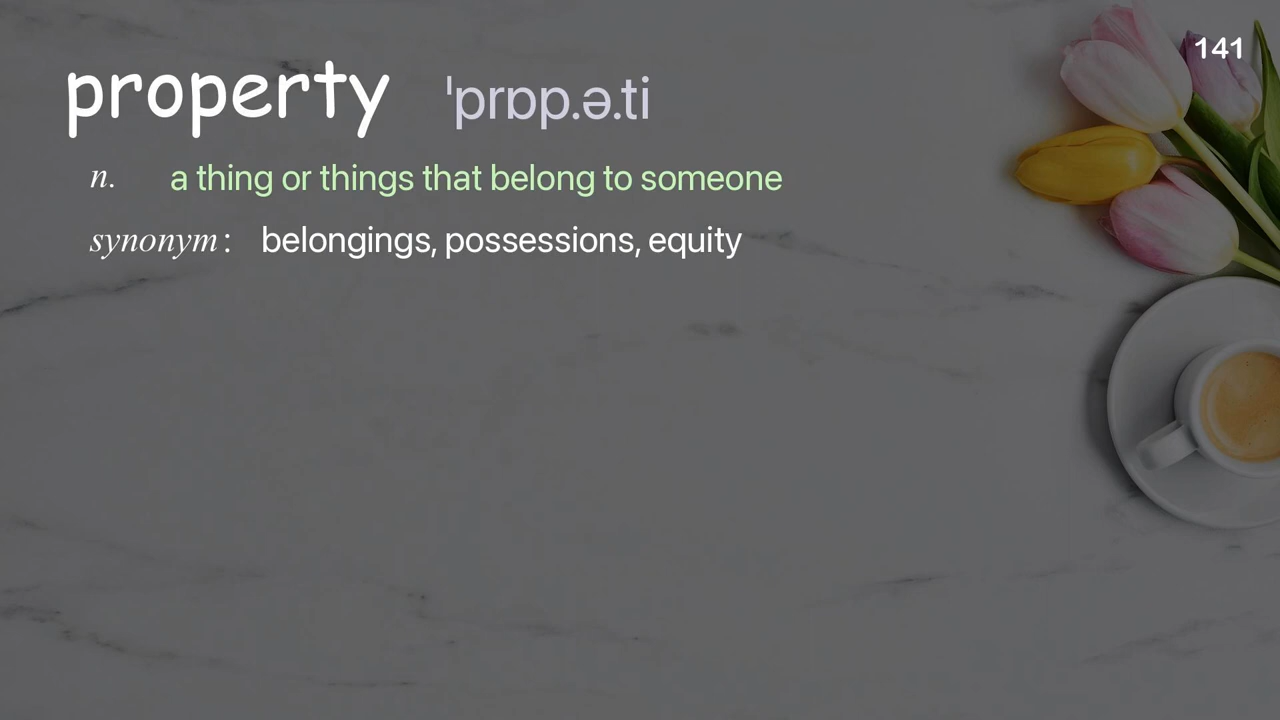 141
property ˈprɒp.ə.ti
n. a thing or things that belong to someone
synonym: belongings, possessions, equity